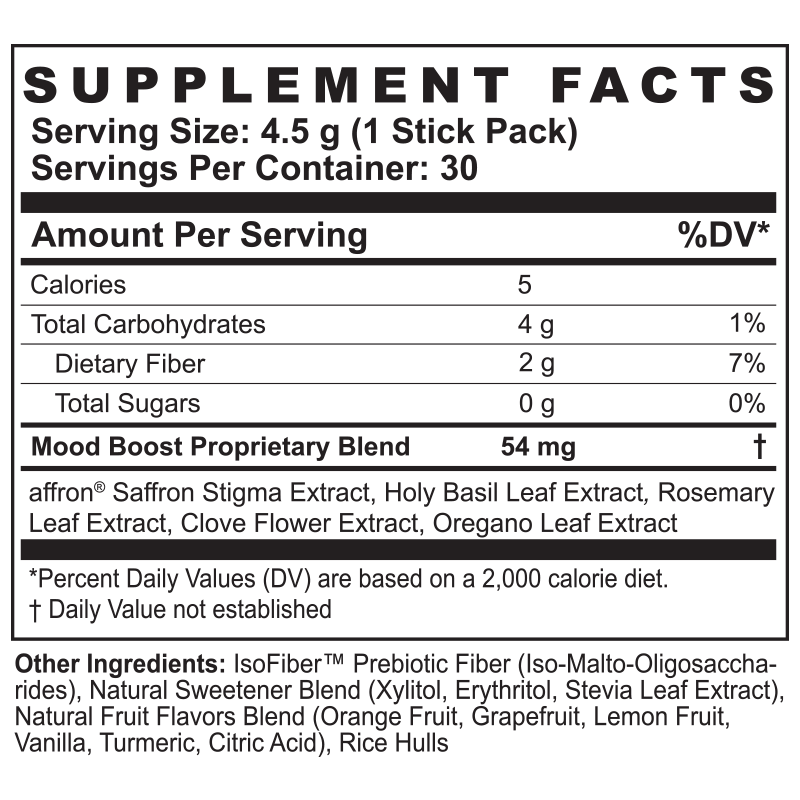 SUPPLEMENT FACTS
Serving Size: 4.5 g (1 Stick Pack)
Servings Per Container: 30
Amount Per Serving %DV*
Calories 5
Total Carbohydrates 4 g 1%
Dietary Fiber 2 g 7%
Total Sugars 0 g 0%
Mood Boost Proprietary Blend 54 mg †
affron® Saffron Stigma Extract, Holy Basil Leaf Extract, Rosemary
Leaf Extract, Clove Flower Extract, Oregano Leaf Extract
*Percent Daily Values (DV) are based on a 2,000 calorie diet.
† Daily Value not established
Other Ingredients: IsoFiber™ Prebiotic Fiber (Iso-Malto-Oligosaccha-
rides), Natural Sweetener Blend (Xylitol, Erythritol, Stevia Leaf Extract),
Natural Fruit Flavors Blend (Orange Fruit, Grapefruit, Lemon Fruit,
Vanilla, Turmeric, Citric Acid), Rice Hulls